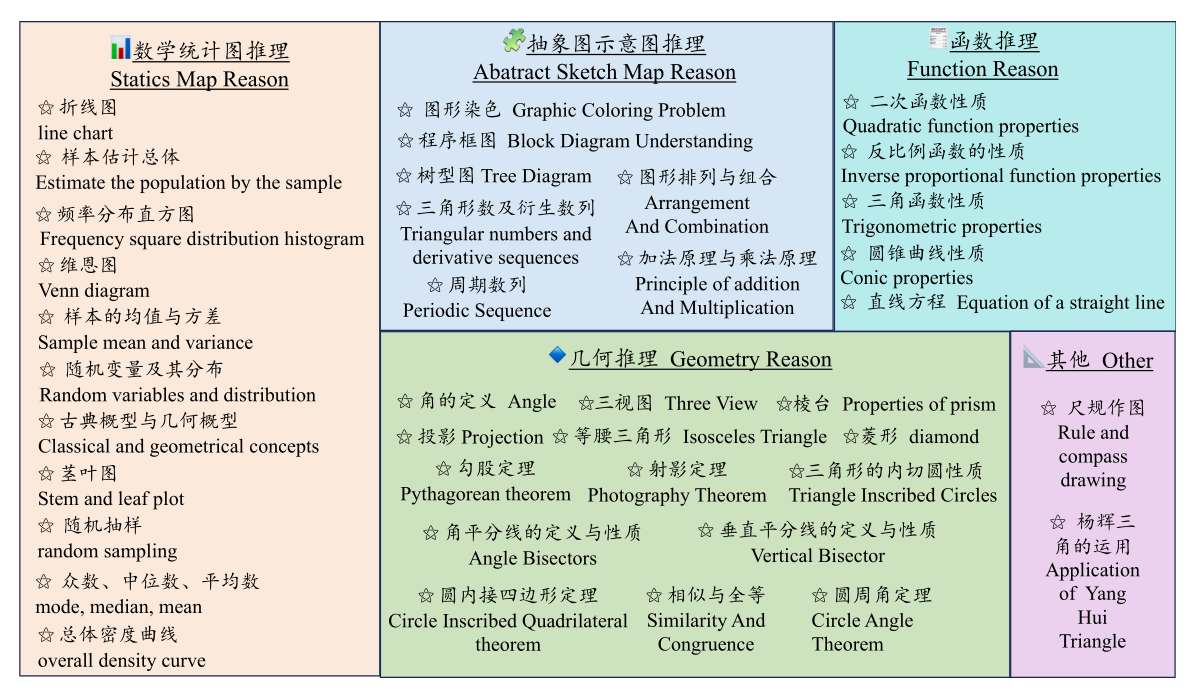 数学统计图推理
Statics Map Reason
☆ 折线图
line chart
☆ 样本估计总体
Estimate the population by the sample
☆ 频率分布直方图
Frequency square distribution histogram
☆ 维恩图
Venn diagram
☆ 样本的均值与方差
Sample mean and variance
☆ 随机变量及其分布
Random variables and distribution
☆ 古典概型与几何概型
Classical and geometrical concepts
☆ 茎叶图
Stem and leaf plot
☆ 随机抽样
random sampling
☆ 众数、中位数、平均数
mode, median, mean
☆ 总体密度曲线
overall density curve
抽象图示意图推理
Abatract Sketch Map Reason
☆ 图形染色 Graphic Coloring Problem
☆ 程序框图 Block Diagram Understanding
☆ 树型图 Tree Diagram
☆ 三角形数及衍生数列
Triangular numbers and
derivative sequences
☆ 周期数列
Periodic Sequence
☆ 图形排列与组合
Arrangement
And Combination
☆ 加法原理与乘法原理
Principle of addition
And Multiplication
函数推理
Function Reason
☆ 二次函数性质
Quadratic function properties
☆ 反比例函数的性质
Inverse proportional function properties
☆ 三角函数性质
Trigonometric properties
☆ 圆锥曲线性质
Conic properties
☆ 直线方程 Equation of a straight line
几何推理 Geometry Reason
☆ 角的定义 Angle ☆三视图 Three View ☆棱台 Properties of prism
☆ 投影 Projection ☆ 等腰三角形 Isosceles Triangle ☆菱形 diamond
☆ 勾股定理
Pythagorean theorem
☆ 射影定理
Photography Theorem
☆三角形的内切圆性质
Triangle Inscribed Circles
☆ 角平分线的定义与性质
Angle Bisectors
☆ 垂直平分线的定义与性质
Vertical Bisector
☆ 圆内接四边形定理
Circle Inscribed Quadrilateral
theorem
☆ 相似与全等
Similarity And
Congruence
☆ 圆周角定理
Circle Angle
Theorem
其他 Other
☆ 尺规作图
Rule and
compass
drawing
☆ 杨辉三
角的运用
Application
of Yang
Hui
Triangle